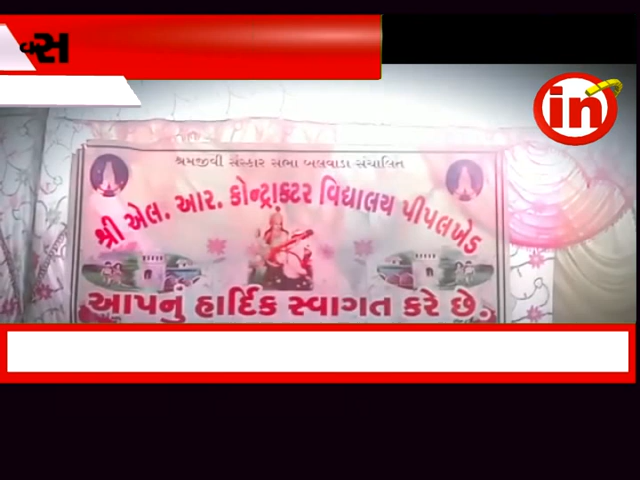 in
શ્રમજીવી સંસ્કાર સભા બલવાડા સંચાલિત
શ્રી એલ. આર. કોન્ટ્રાક્ટર વિદ્યાલય પીપલખેડ
આપનું હાર્દિક સ્વાગત કરે છે.